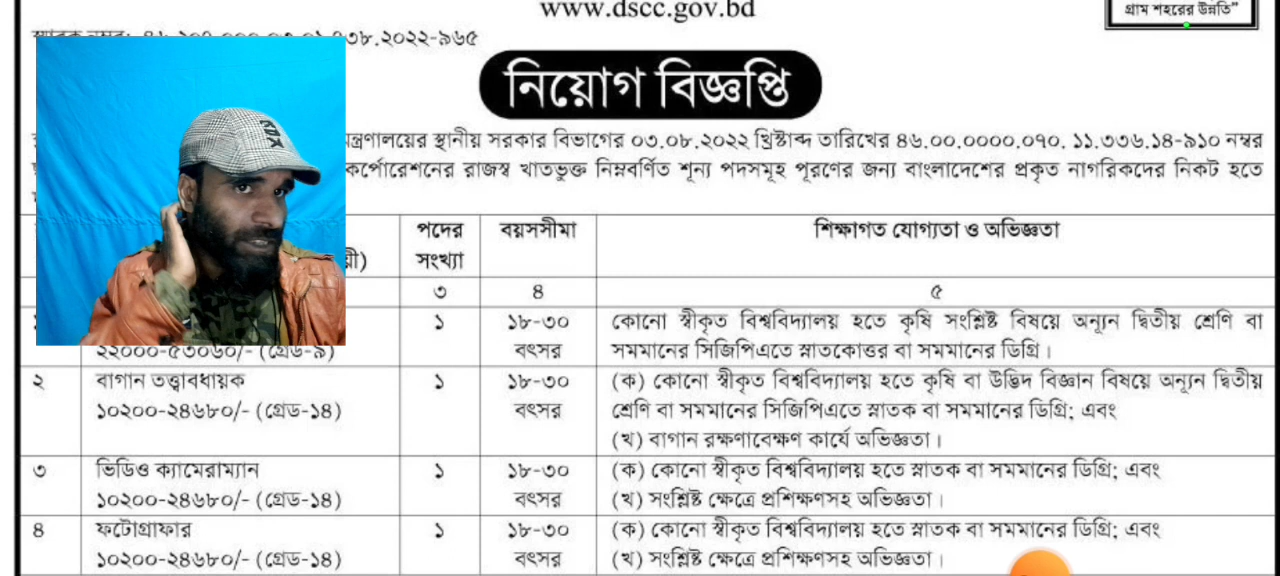 www.dscc.gov.bd
গ্রাম শহরের উন্নতি”
৩৮.২০২২-৯৬৫
নিয়োগ বিজ্ঞপ্তি
মন্ত্রণালয়ের স্থানীয় সরকার বিভাগের ০৩.০৮.২০২২ খ্রিস্টাব্দ তারিখের ৪৬.০০.০০০০.০৭০. ১১.৩৩৬.১৪-৯১০ নম্বর
কর্পোরেশনের রাজস্ব খাতভুক্ত নিম্নবর্ণিত শূন্য পদসমূহ পূরণের জন্য বাংলাদেশের প্রকৃত নাগরিকদের নিকট হতে
পদের সংখ্যা
বয়সসীমা
শিক্ষাগত যোগ্যতা ও অভিজ্ঞতা
৩
৪
৫
১
১৮-৩০
কোনো স্বীকৃত বিশ্ববিদ্যালয় হতে কৃষি সংশ্লিষ্ট বিষয়ে অন্যূন দ্বিতীয় শ্রেণি বা
২২০০০-৫৩০৬০/- (গ্রেড-৯)
বৎসর
সমমানের সিজিপিএতে স্নাতকোত্তর বা সমমানের ডিগ্রি।
২
বাগান তত্ত্বাবধায়ক
১
১৮-৩০
(ক) কোনো স্বীকৃত বিশ্ববিদ্যালয় হতে কৃষি বা উদ্ভিদ বিজ্ঞান বিষয়ে অন্যূন দ্বিতীয়
১০২০০-২৪৬৮০/- (গ্রেড-১৪)
বৎসর
শ্রেণি বা সমমানের সিজিপিএতে স্নাতক বা সমমানের ডিগ্রি; এবং
(খ) বাগান রক্ষণাবেক্ষণ কার্যে অভিজ্ঞতা।
৩
ভিডিও ক্যামেরাম্যান
১
১৮-৩০
(ক) কোনো স্বীকৃত বিশ্ববিদ্যালয় হতে স্নাতক বা সমমানের ডিগ্রি; এবং
১০২০০-২৪৬৮০/- (গ্রেড-১৪)
বৎসর
(খ) সংশ্লিষ্ট ক্ষেত্রে প্রশিক্ষণসহ অভিজ্ঞতা।
৪
ফটোগ্রাফার
১
১৮-৩০
(ক) কোনো স্বীকৃত বিশ্ববিদ্যালয় হতে স্নাতক বা সমমানের ডিগ্রি; এবং
১০২০০-২৪৬৮০/- (গ্রেড-১৪)
বৎসর
(খ) সংশ্লিষ্ট ক্ষেত্রে প্রশিক্ষণসহ অভিজ্ঞতা।